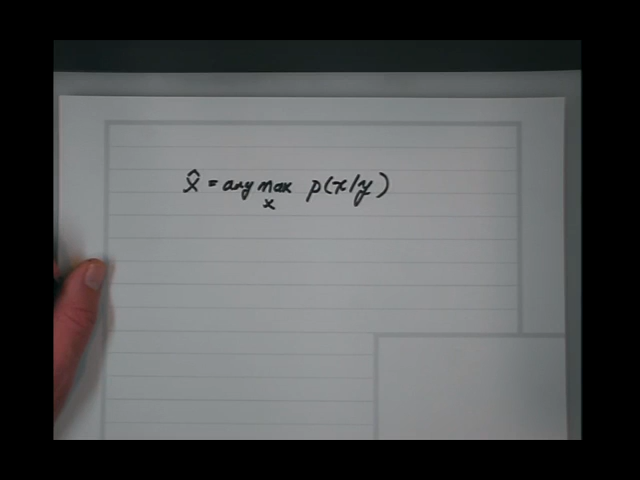 x̂ = arg max p(x/y)
x